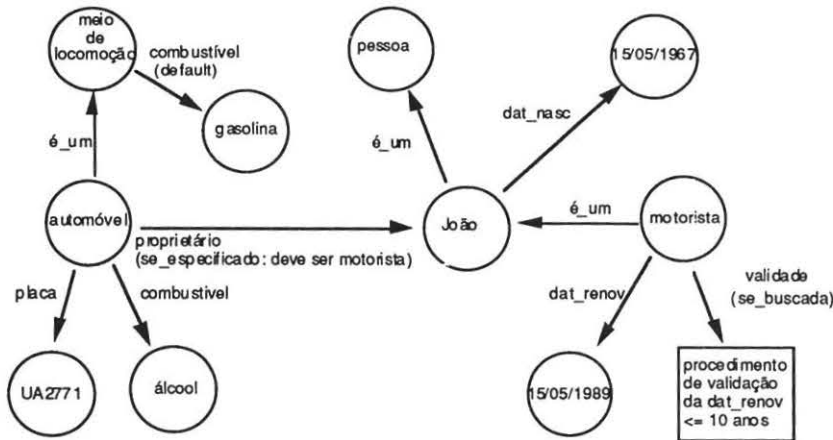 meio
de
locomoção
combustível
(default)
gasolina
é_um
automóvel
placa
combustivel
UA2771
álcool
proprietário
(se_especificado: deve ser motorista)
pessoa
15/05/1967
dat_nasc
é_um
João
é_um
motorista
dat_renov
validade
(se_buscada)
15/05/1989
procedimento
de validação
da dat_renov
<= 10 anos